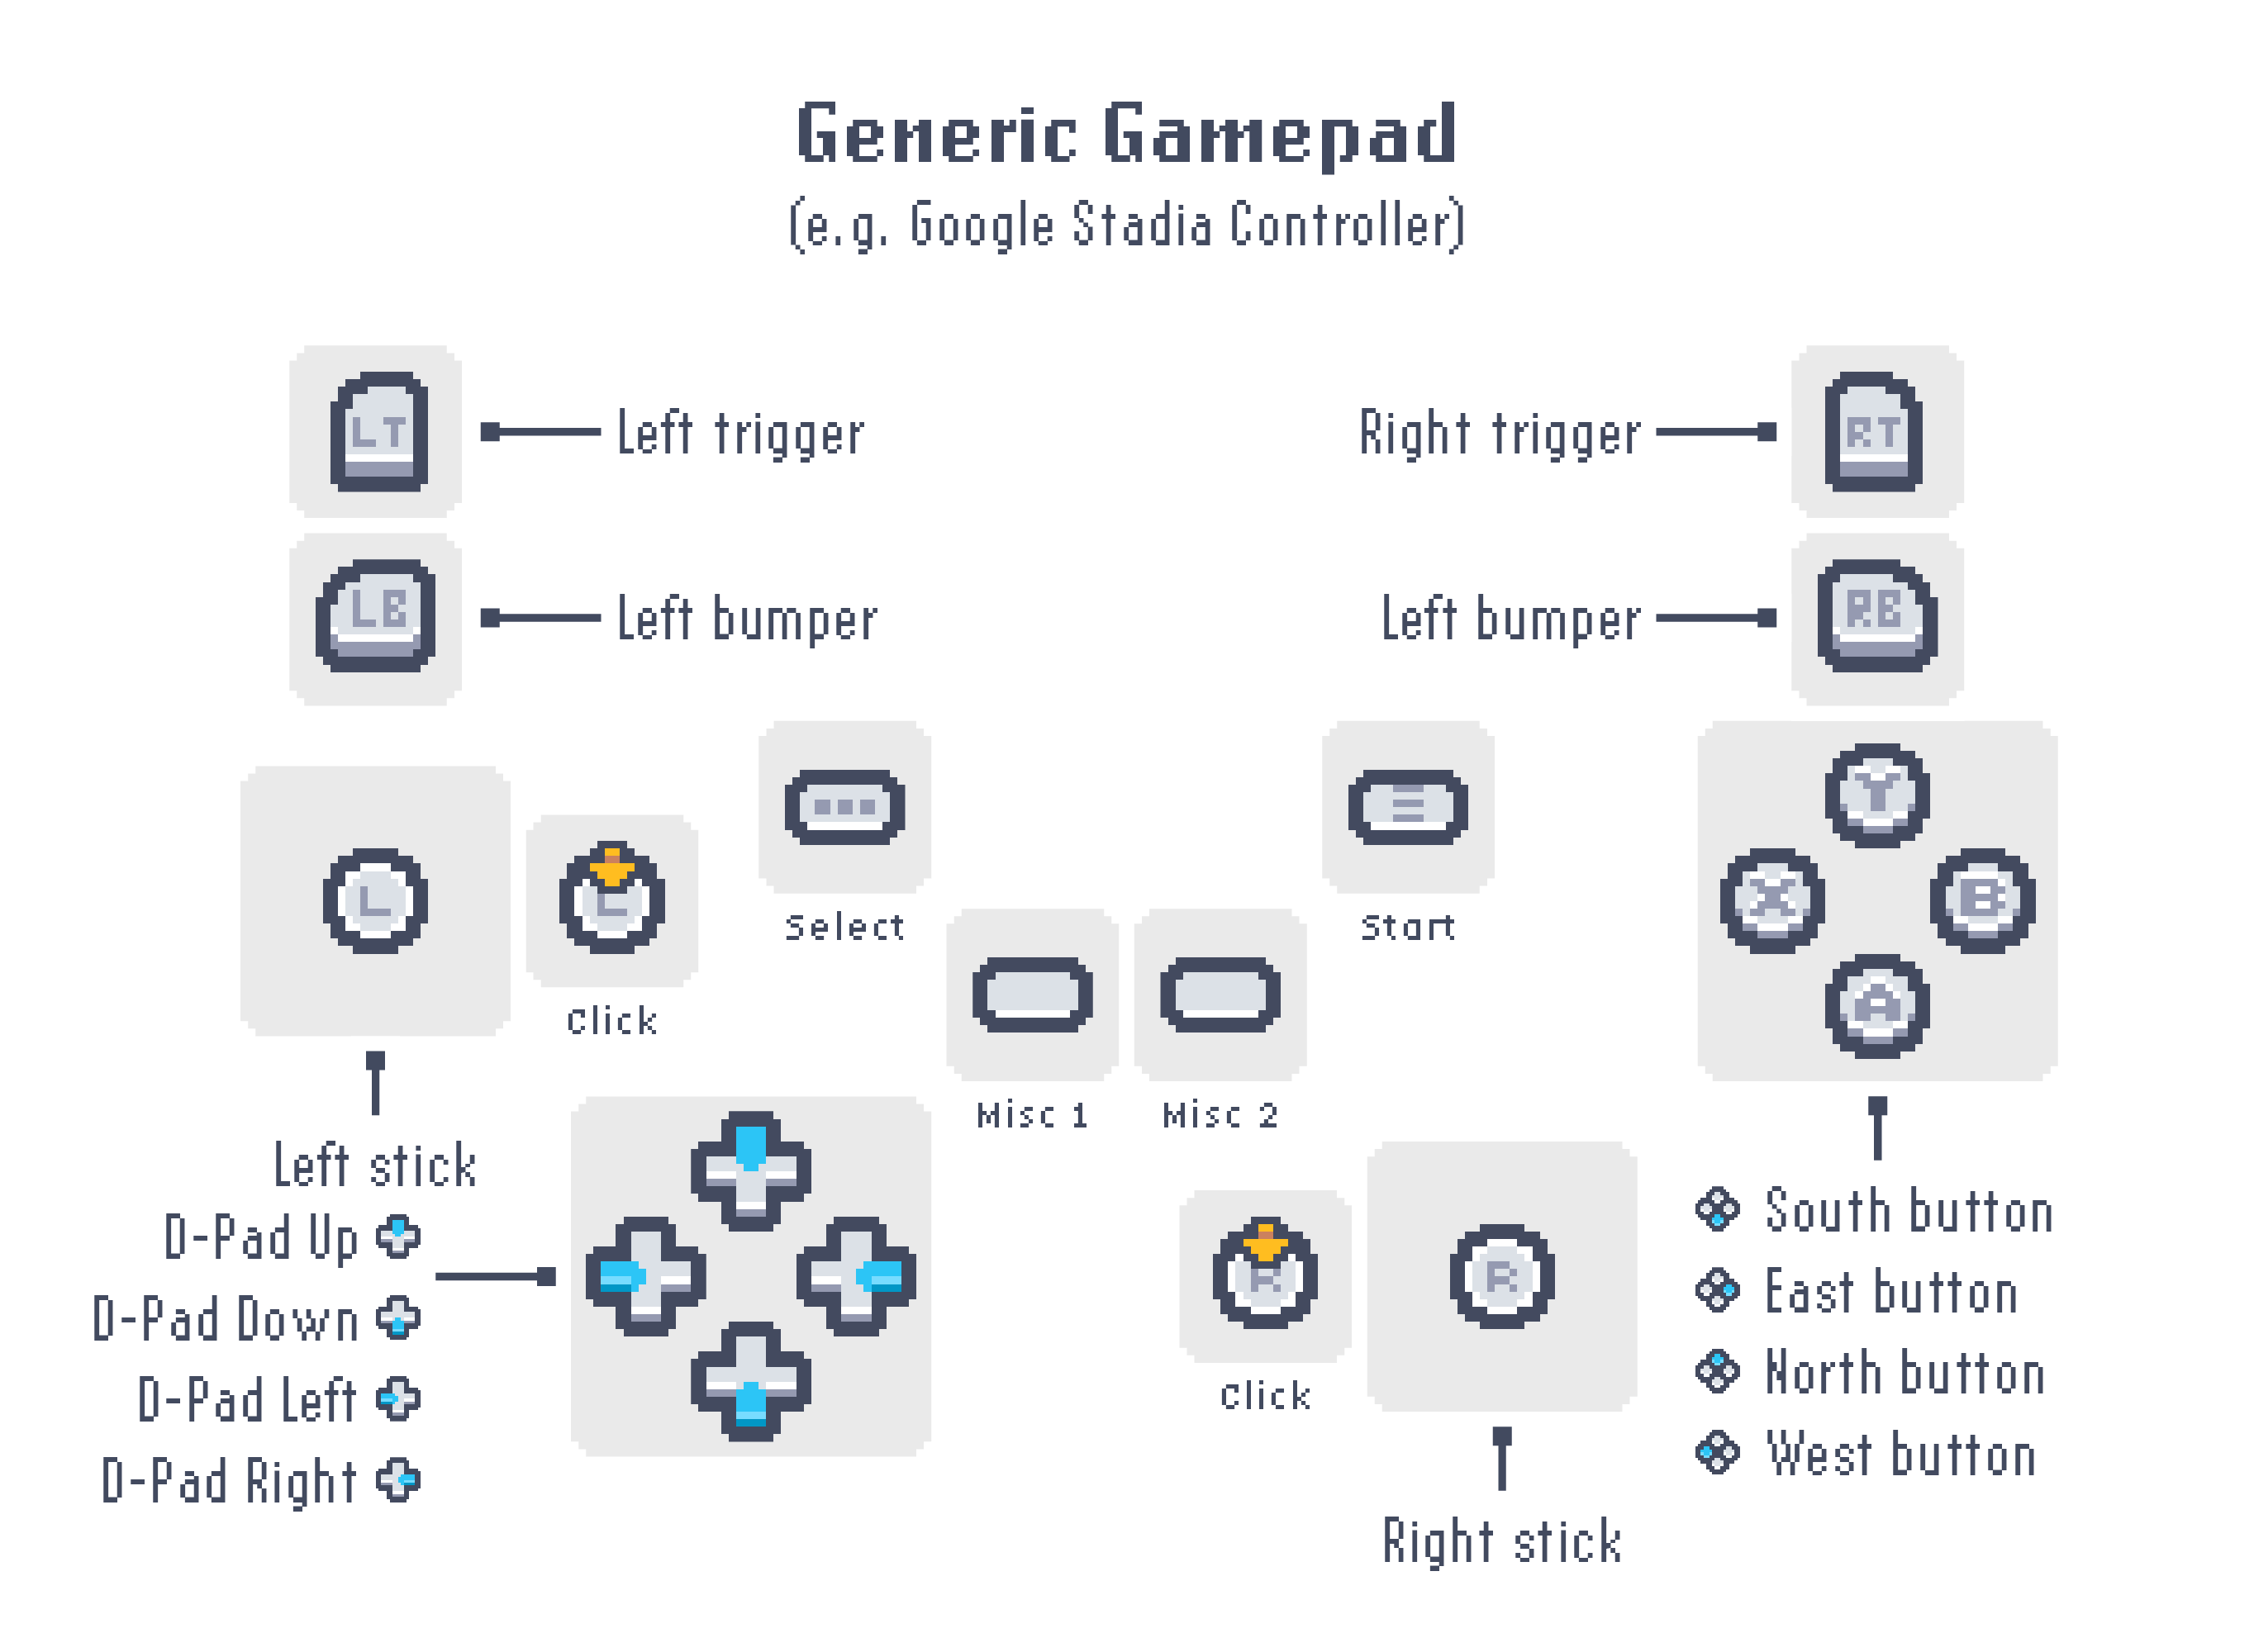 Generic Gamepad
(e.g. Google Stadia Controller)
LT
Left trigger
Right trigger
RT
LB
Left bumper
Left bumper
RB
Select
Start
Y
X
B
A
L
L
Click
Misc 1
Misc 2
Left stick
D-Pad Up
D-Pad Down
D-Pad Left
D-Pad Right
R
Click
R
Right stick
South button
East button
North button
West button